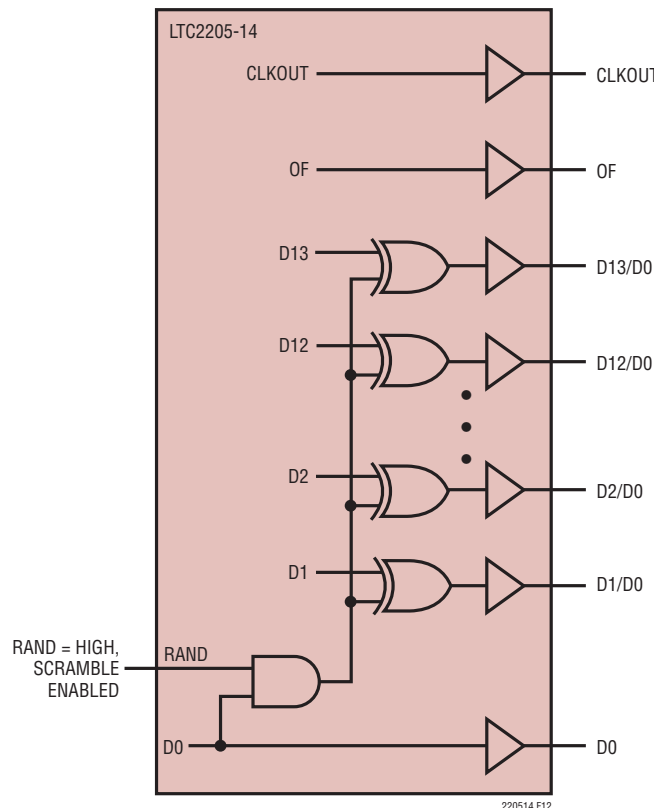 LTC2205-14
CLKOUT
CLKOUT
OF
OF
D13
D13/D0
D12
D12/D0
D2
D2/D0
D1
D1/D0
RAND = HIGH,
SCRAMBLE
ENABLED
RAND
D0
D0
220514 F12